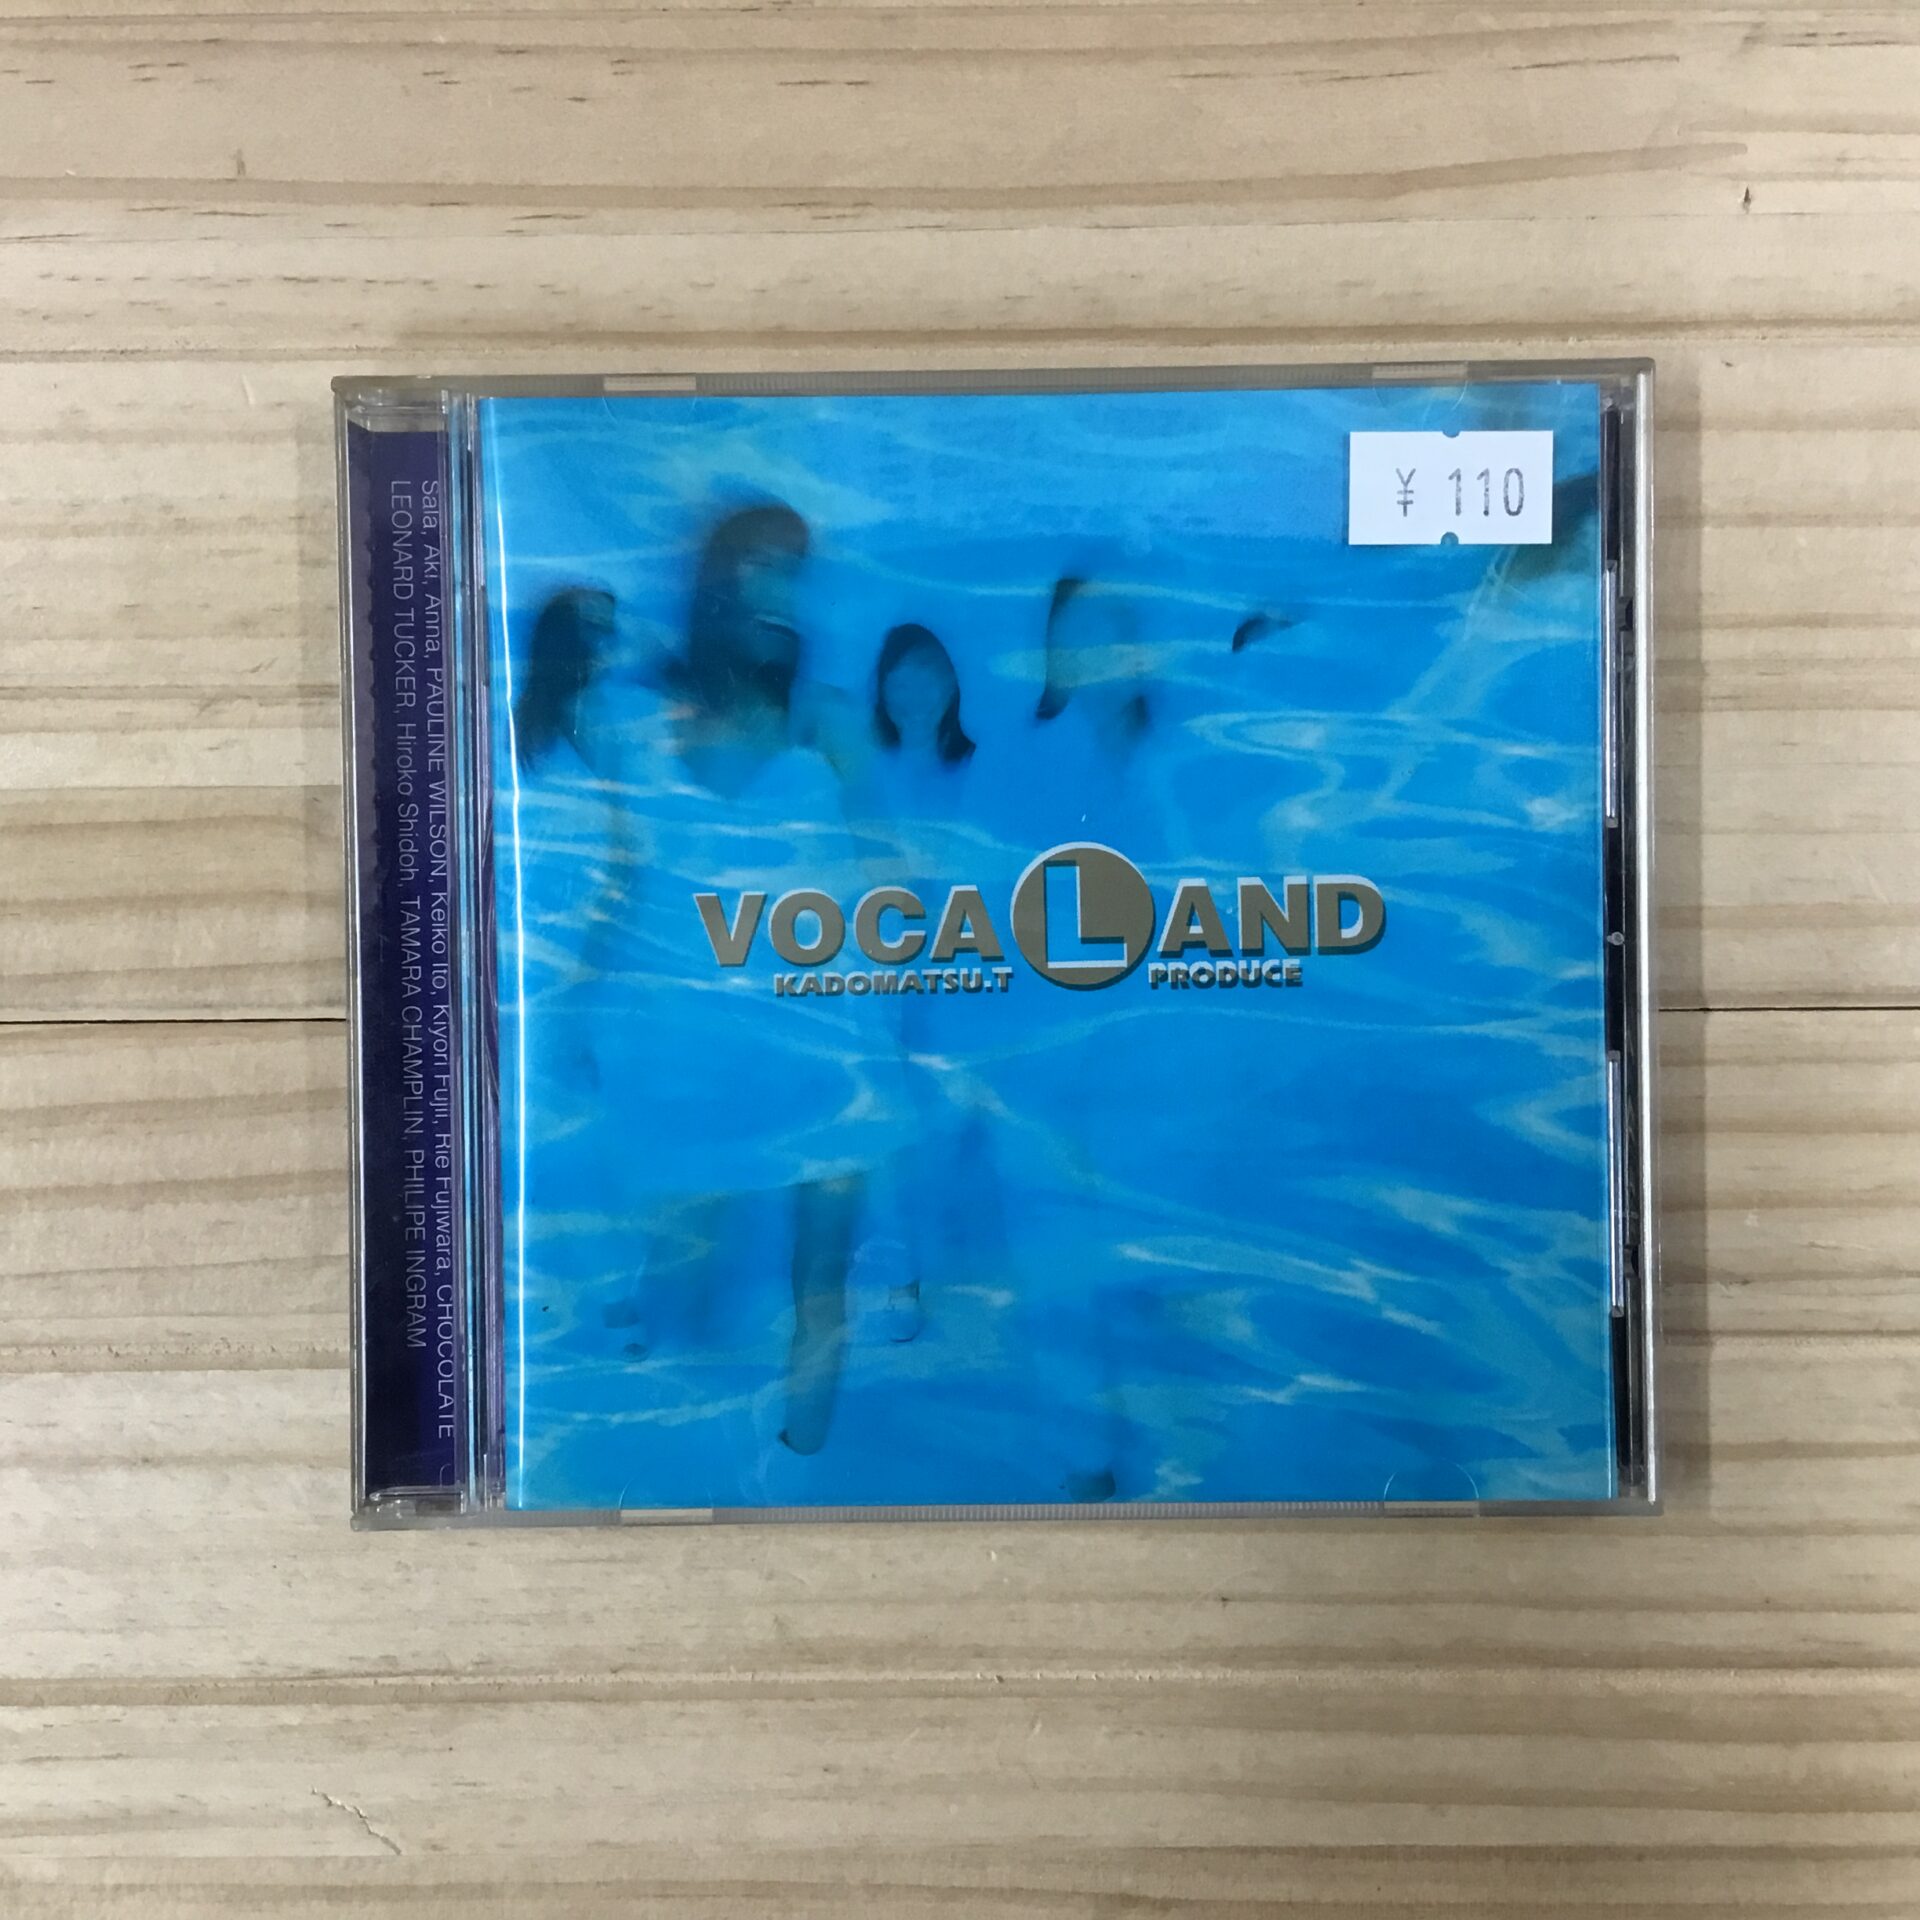 Sala, Aki, Anna, PAULINE WILSON, Keiko Ito, Kiyori Fujii, Rie Fujiwara, CHOCOLATE
LEONARD TUCKER, Hiroko Shidoh, TAMARA CHAMPLIN, PHILIPE INGRAM
¥ 110
VOCALAND
KADOMATSU.T PRODUCE